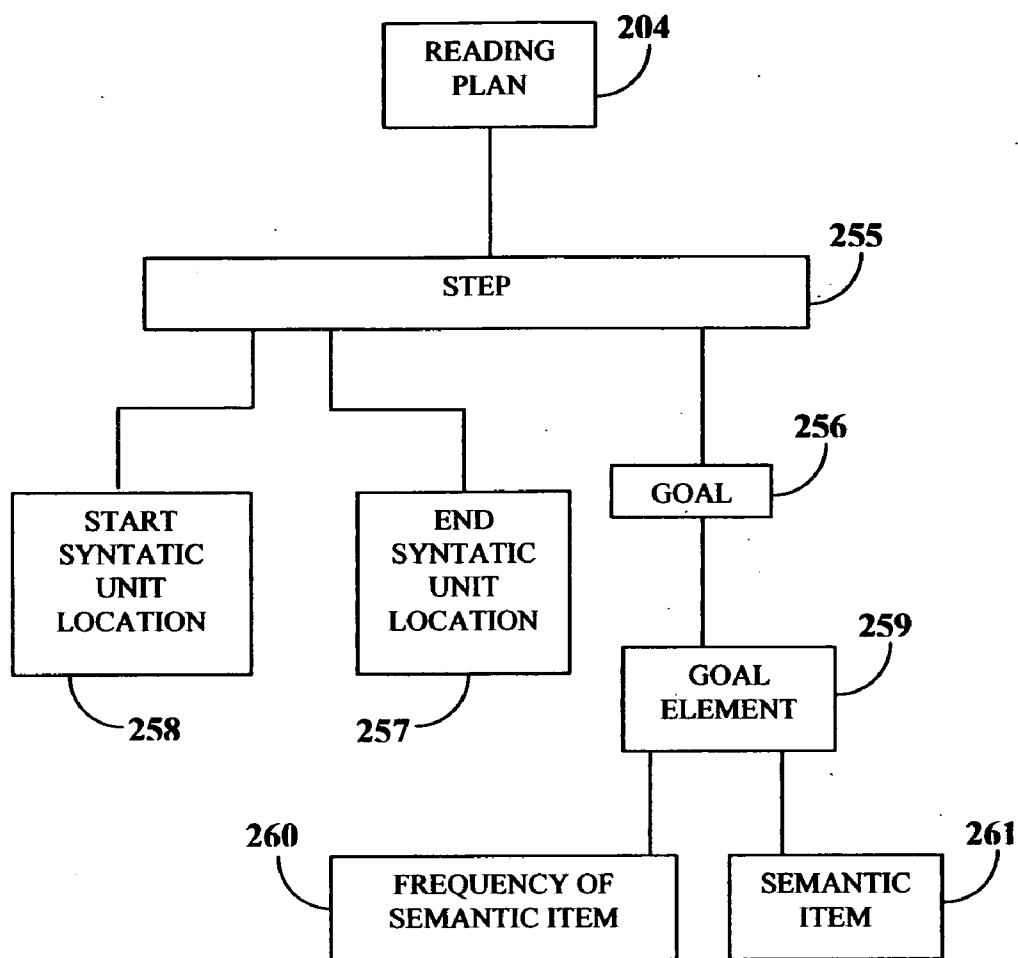 204
READING
PLAN
255
STEP
256
GOAL
START
SYNTATIC
UNIT
LOCATION
END
SYNTATIC
UNIT
LOCATION
259
GOAL
ELEMENT
258
257
260
261
FREQUENCY OF
SEMANTIC ITEM
SEMANTIC
ITEM